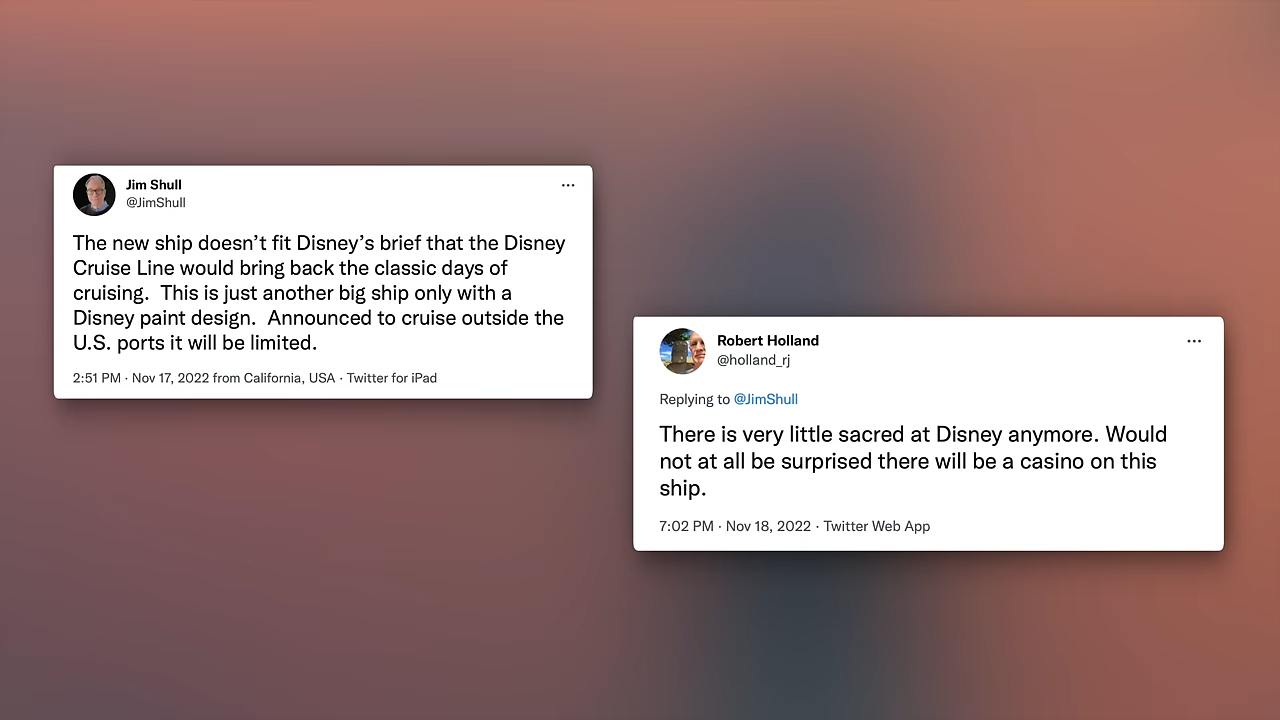 Jim Shull
@JimShull
The new ship doesn’t fit Disney’s brief that the Disney
Cruise Line would bring back the classic days of
cruising.  This is just another big ship only with a
Disney paint design.  Announced to cruise outside the
U.S. ports it will be limited.
2:51 PM · Nov 17, 2022 from California, USA · Twitter for iPad
Robert Holland
@holland_rj
Replying to @JimShull
There is very little sacred at Disney anymore. Would
not at all be surprised there will be a casino on this
ship.
7:02 PM · Nov 18, 2022 · Twitter Web App